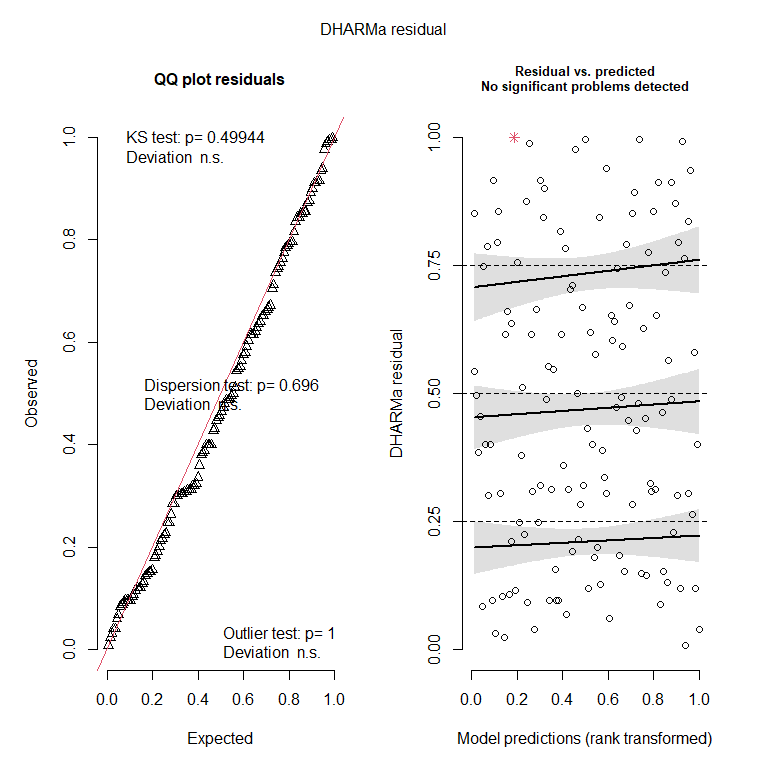 DHARMa residual
QQ plot residuals
KS test: p= 0.49944
Deviation n.s.
Dispersion test: p= 0.696
Deviation n.s.
Outlier test: p= 1
Deviation n.s.
Observed
1.0
0.8
0.6
0.4
0.2
0.0
0.0 0.2 0.4 0.6 0.8 1.0
Expected
Residual vs. predicted
No significant problems detected
DHARMa residual
1.00
0.75
0.50
0.25
0.00
0.0 0.2 0.4 0.6 0.8 1.0
Model predictions (rank transformed)